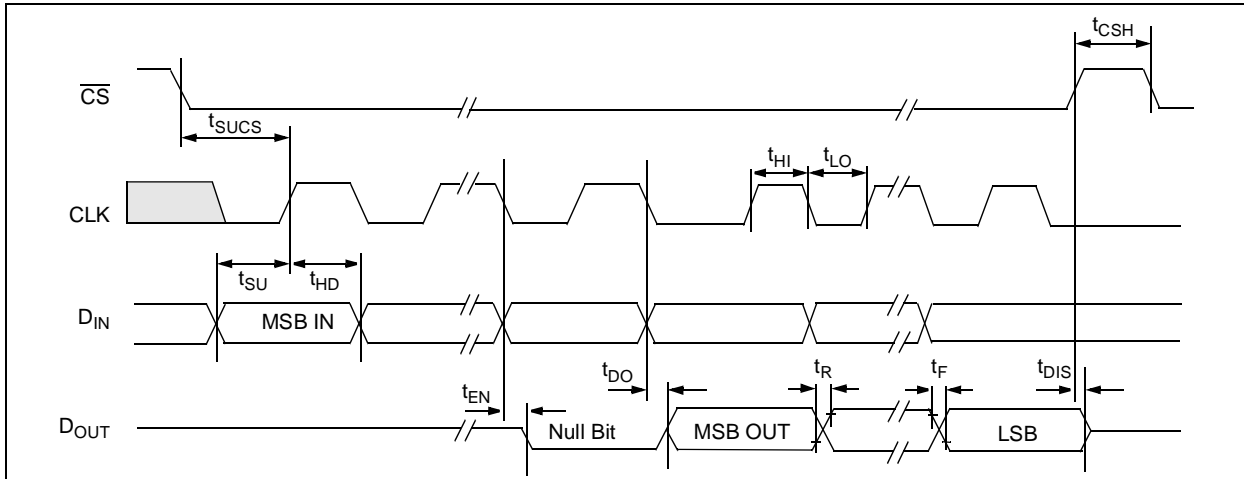 tCSH
CS
tSUCS
tHI tLO
CLK
tSU tHD
DIN MSB IN
tEN tDO tR tF tDIS
DOUT Null Bit MSB OUT LSB